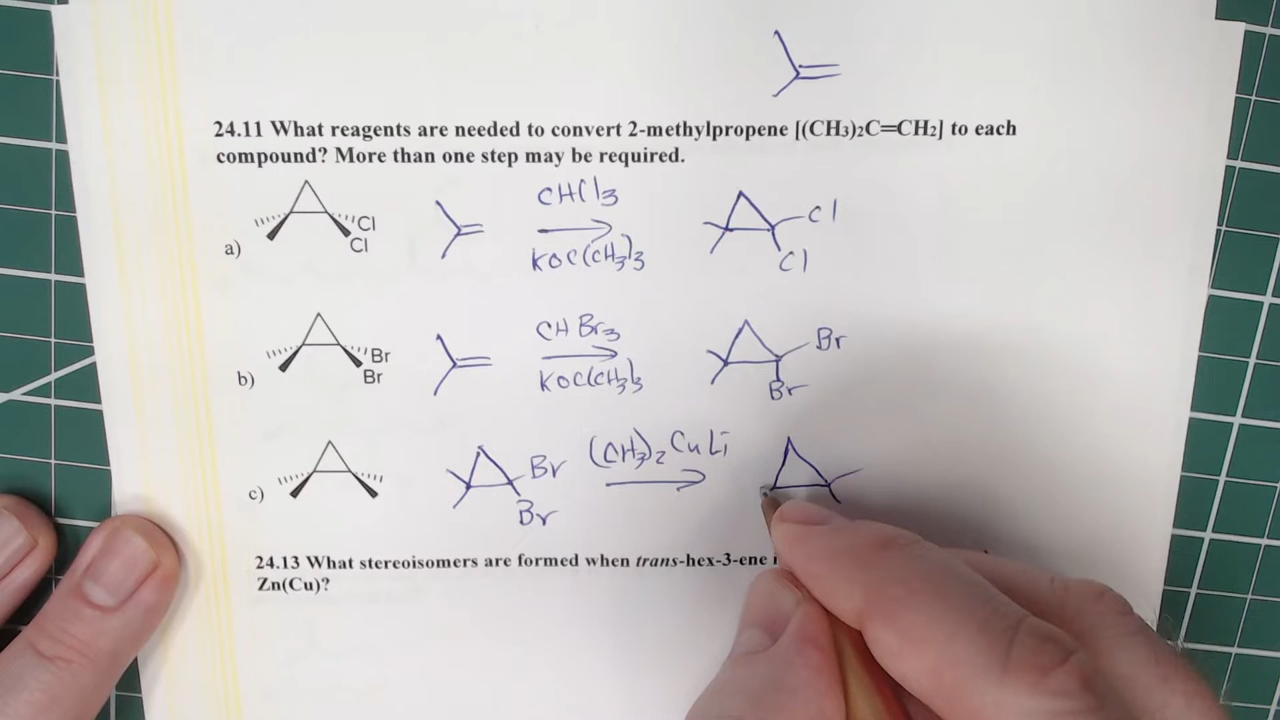 24.11 What reagents are needed to convert 2-methylpropene [(CH3)2C=CH2] to each
compound? More than one step may be required.
a)
Cl
Cl
CHCl3
KOC(CH3)3
Cl
Cl
b)
Br
Br
CHBr3
KOC(CH3)3
Br
Br
c)
Br
Br
(CH3)2CuLi
24.13 What stereoisomers are formed when trans-hex-3-ene
Zn(Cu)?